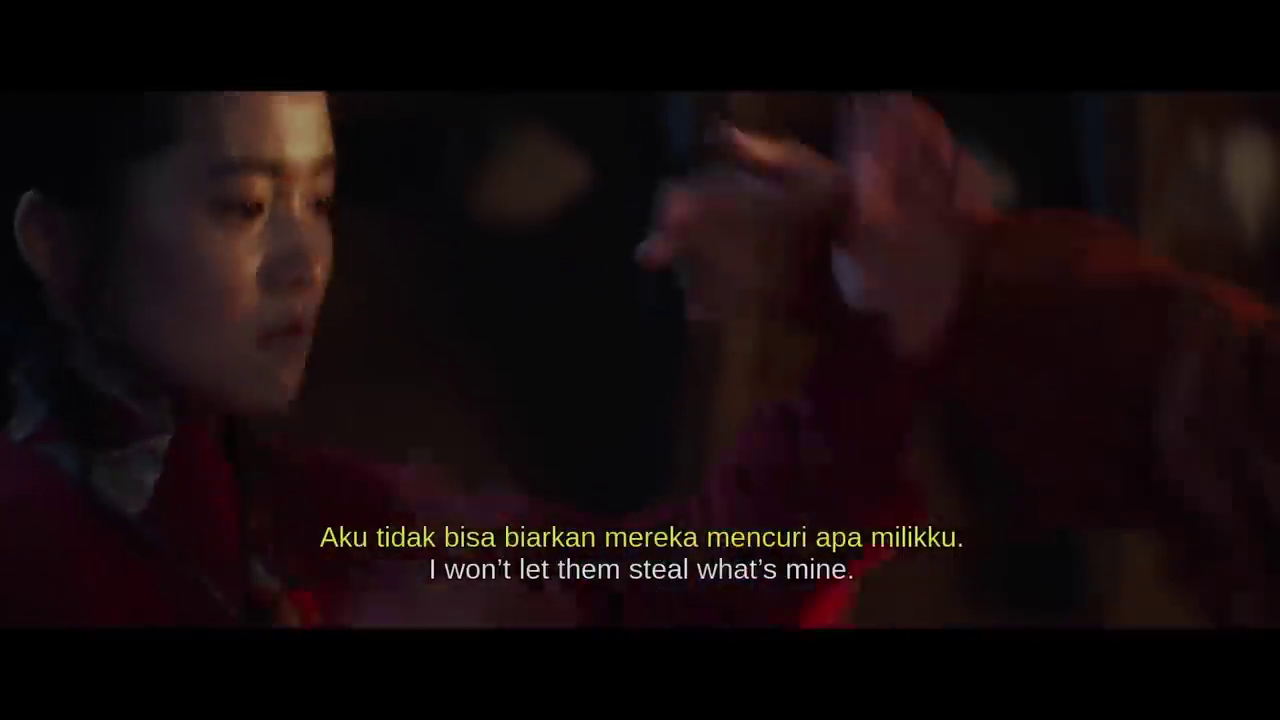 Aku tidak bisa biarkan mereka mencuri apa milikku.
I won’t let them steal what’s mine.